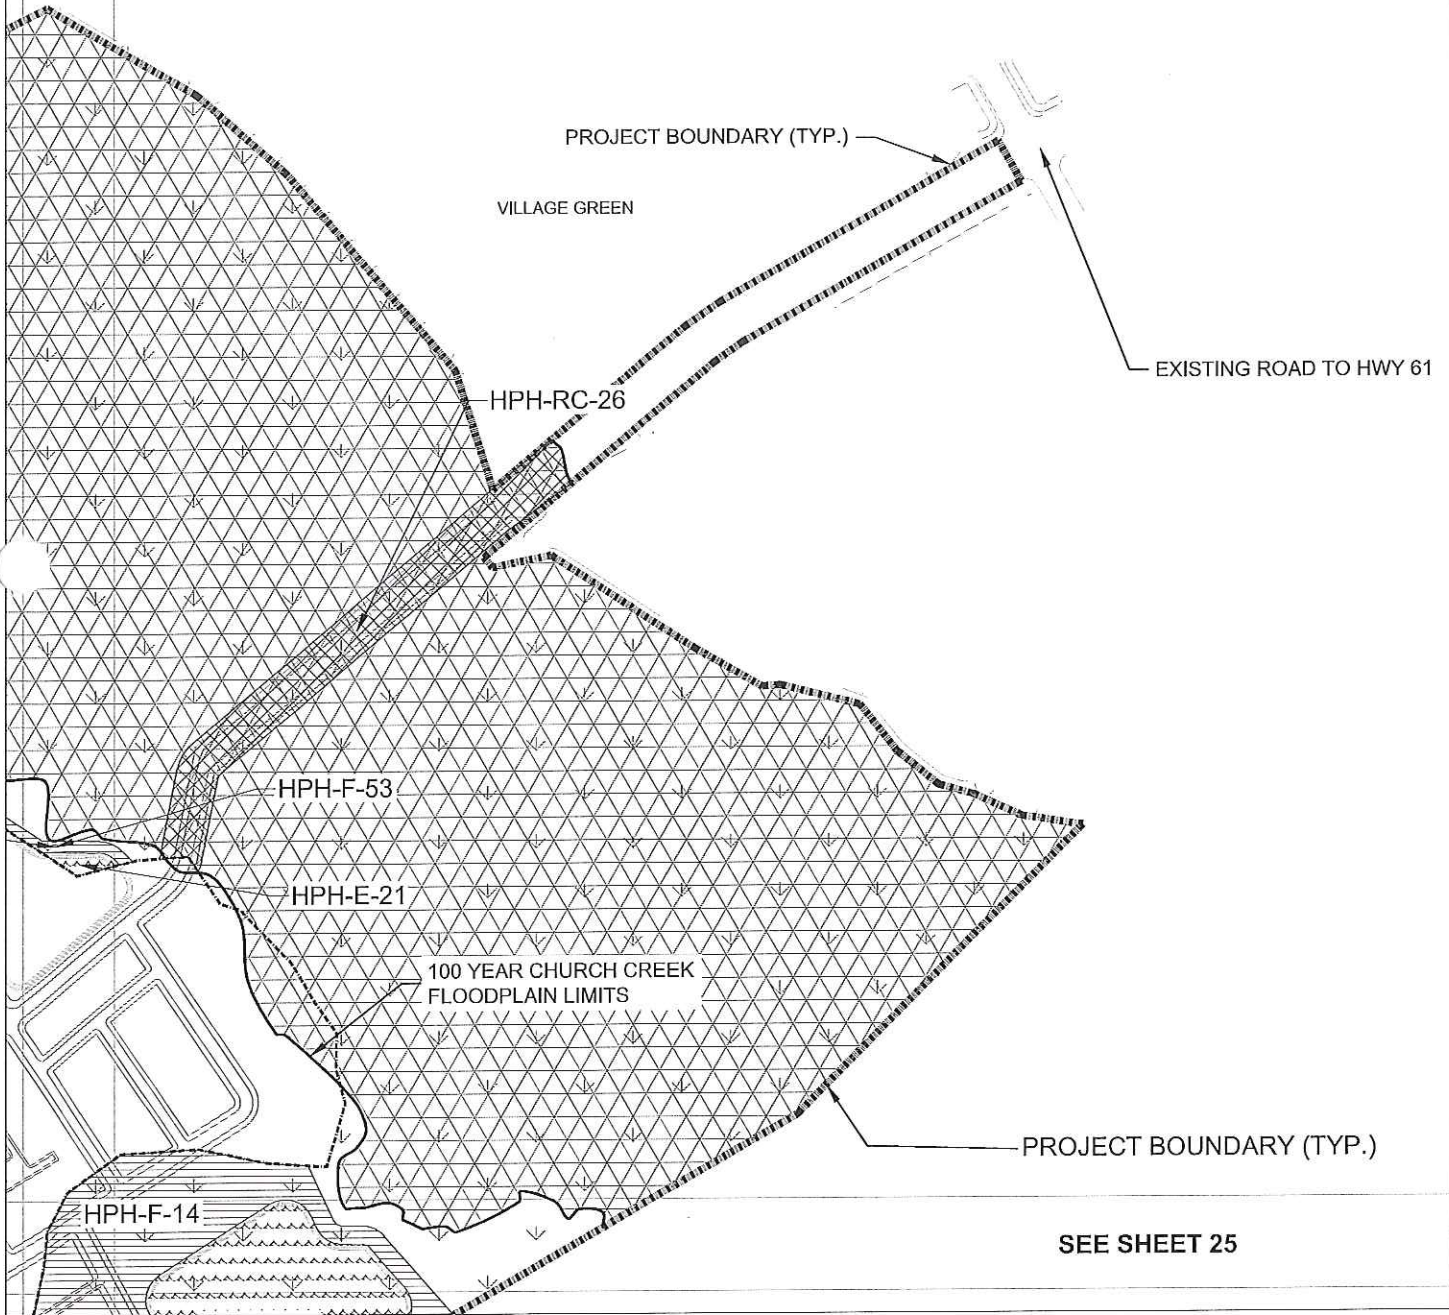 PROJECT BOUNDARY (TYP.)
VILLAGE GREEN
EXISTING ROAD TO HWY 61
HPH-RC-26
HPH-F-53
HPH-E-21
100 YEAR CHURCH CREEK
FLOODPLAIN LIMITS
PROJECT BOUNDARY (TYP.)
HPH-F-14
SEE SHEET 25